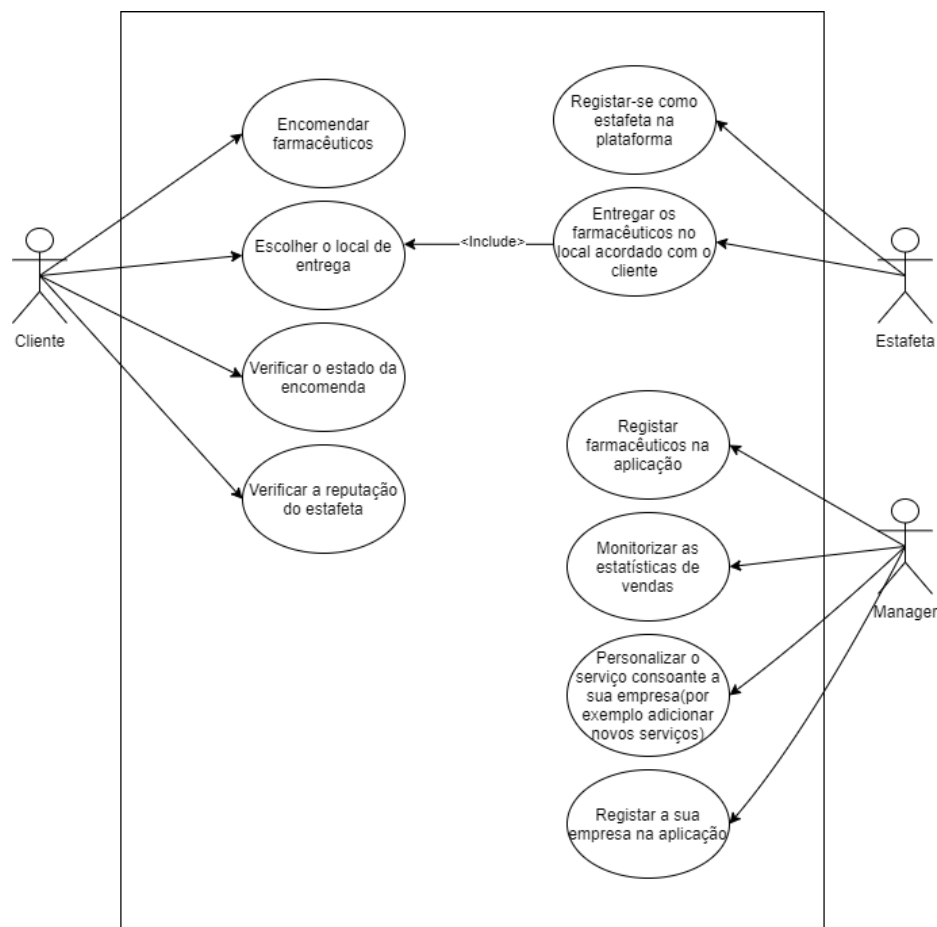 Encomendar
farmacêuticos
Escolher o local de
entrega
Verificar o estado da
encomenda
Verificar a reputação
do estafeta
Cliente
<Include>
Registar-se como
estafeta na
plataforma
Entregar os
farmacêuticos no
local acordado com o
cliente
Estafeta
Registar
farmacêuticos na
aplicação
Monitorizar as
estatísticas de
vendas
Personalizar o
serviço consoante a
sua empresa(por
exemplo adicionar
novos serviços)
Registar a sua
empresa na aplicação
Manager